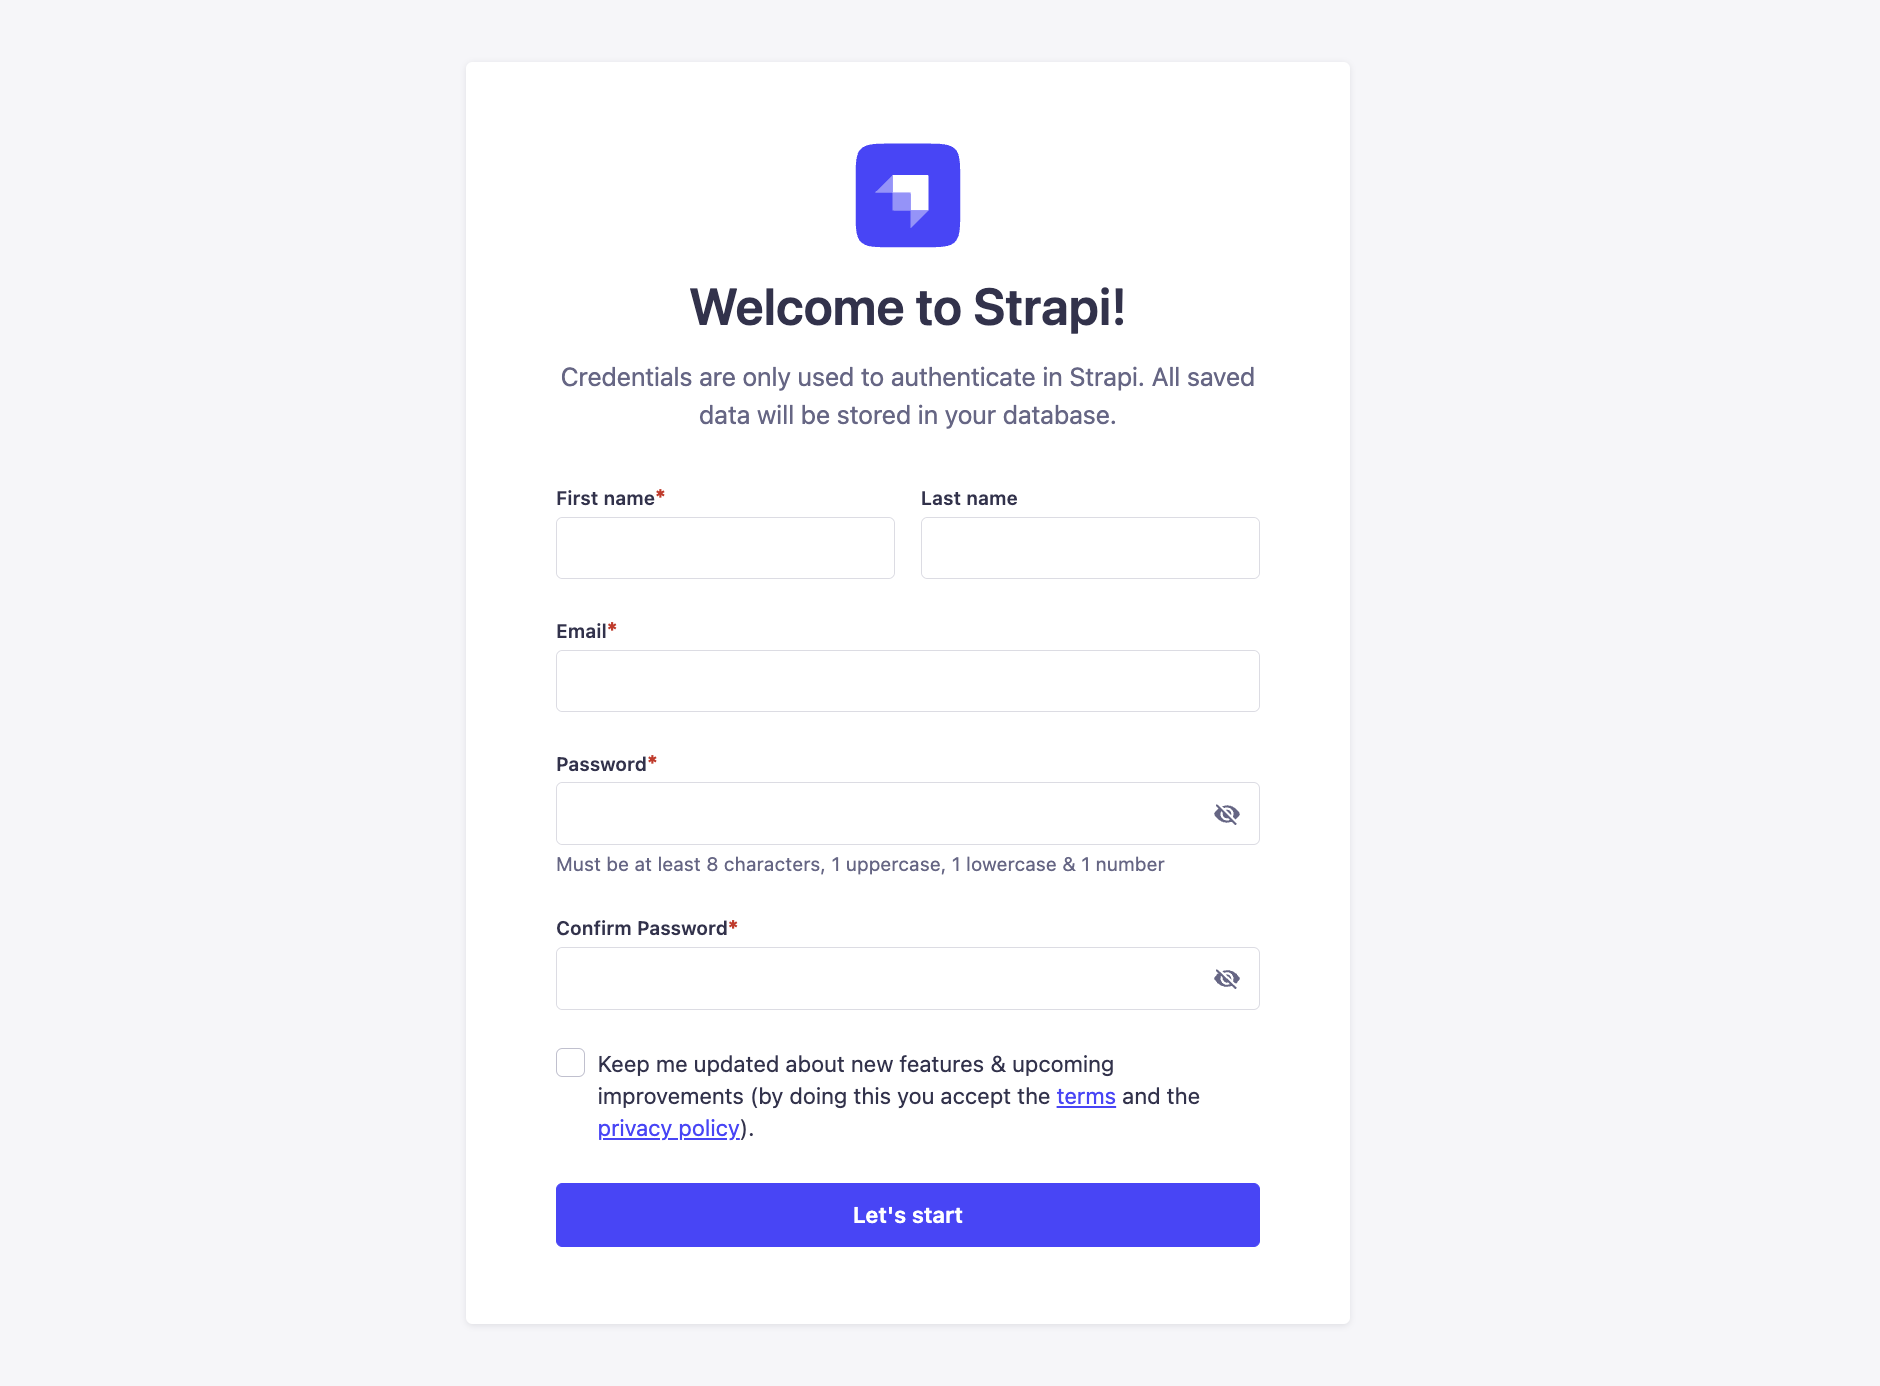 Welcome to Strapi!
Credentials are only used to authenticate in Strapi. All saved
data will be stored in your database.
First name*
Last name
Email*
Password*
Must be at least 8 characters, 1 uppercase, 1 lowercase & 1 number
Confirm Password*
Keep me updated about new features & upcoming
improvements (by doing this you accept the terms and the
privacy policy).
Let's start